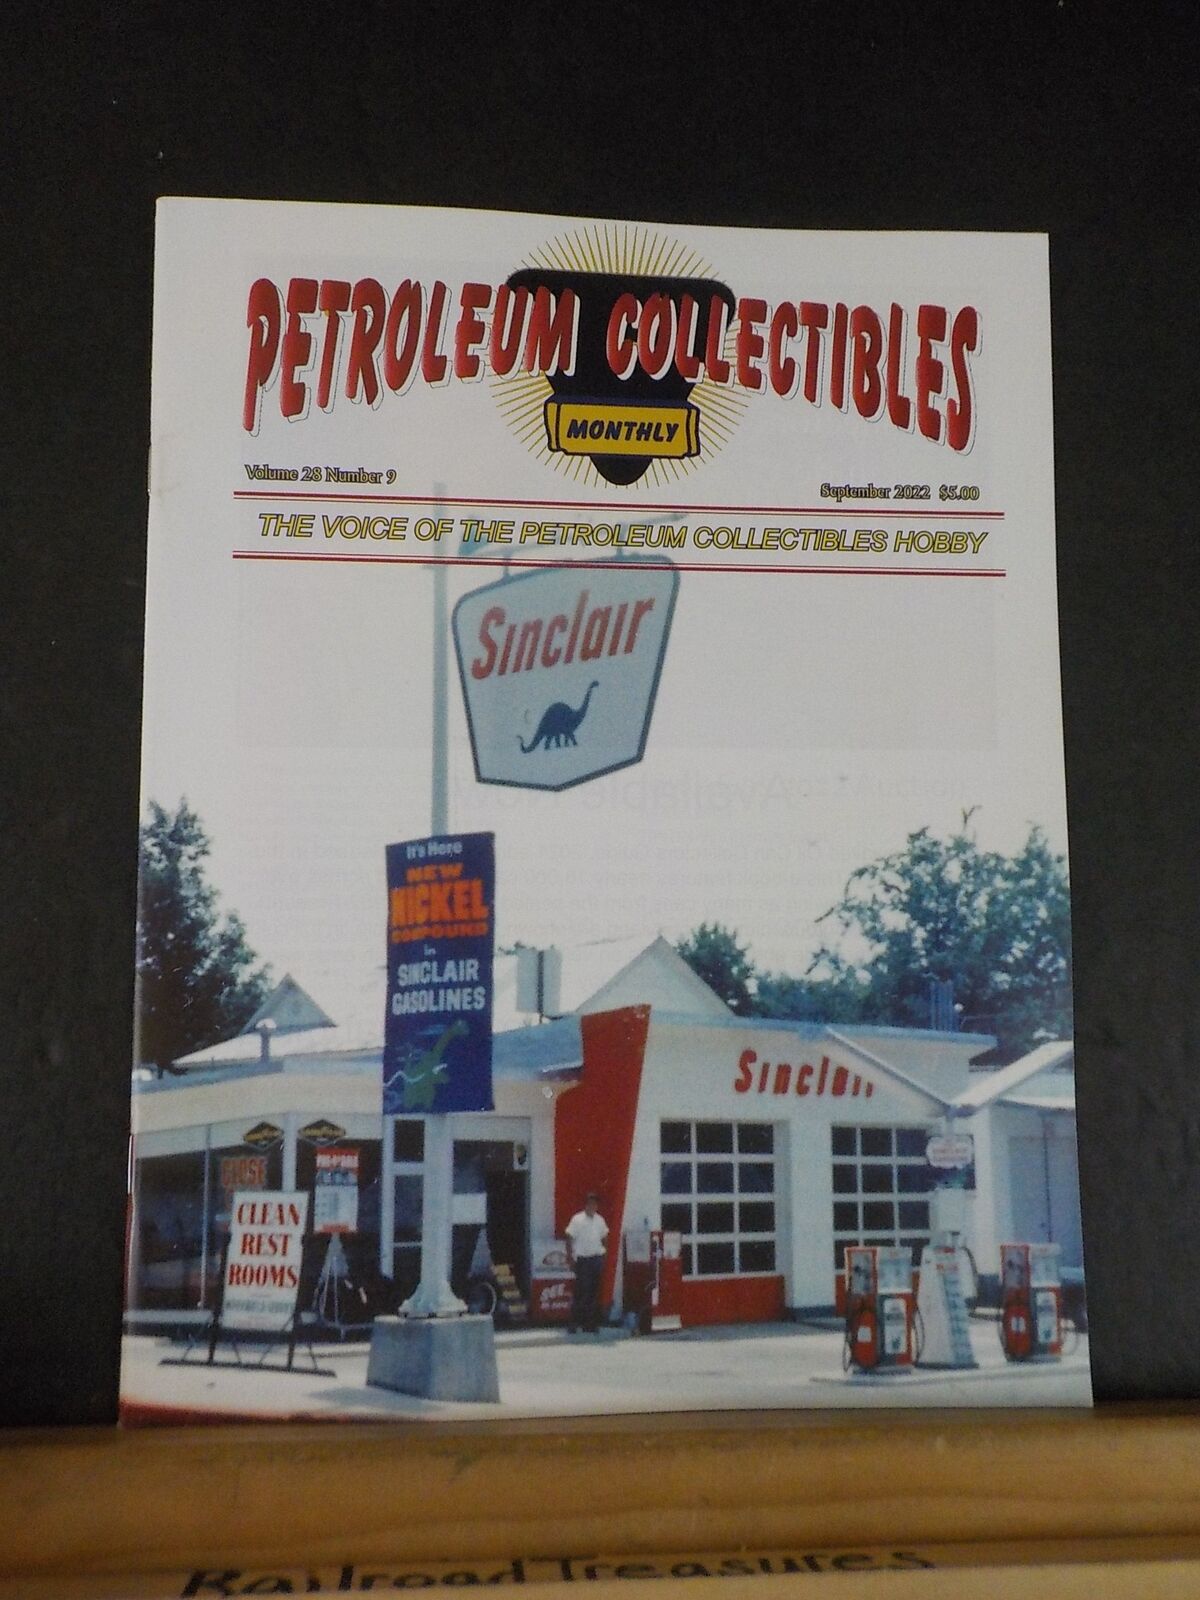 PETROLEUM COLLECTIBLES
MONTHLY
Volume 28 Number 9
September 2022 $5.00
THE VOICE OF THE PETROLEUM COLLECTIBLES HOBBY
Sinclair
It's Here
NEW
NICKEL
COMPOUND
in
SINCLAIR
GASOLINES
Sinclair
CLOSE
CLEAN
REST
ROOMS
Railroad Treasures